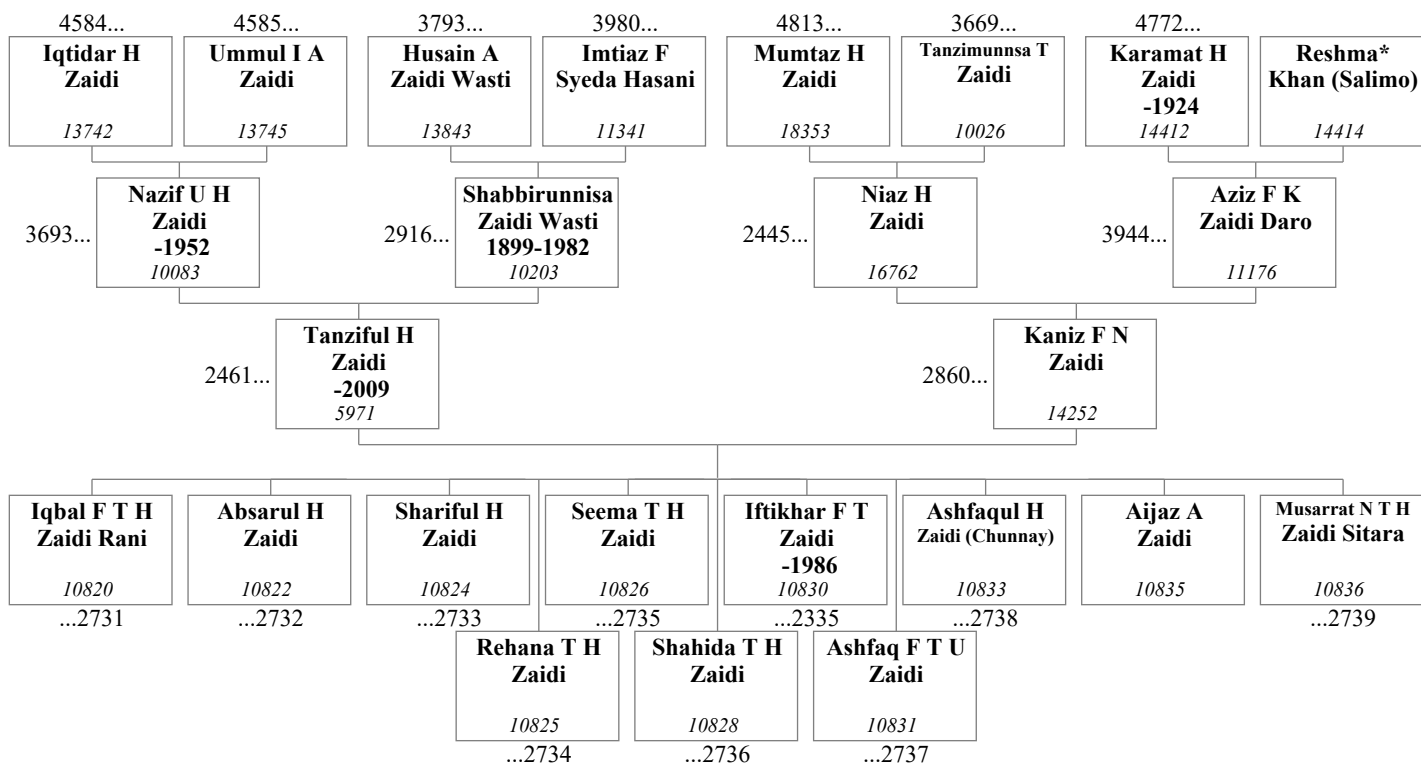 4584...
4585...
3793...
3980...
4813...
3669...
4772...
Iqtidar H
Zaidi
13742
Ummul I A
Zaidi
13745
Husain A
Zaidi Wasti
13843
Imtiaz F
Syeda Hasani
11341
Mumtaz H
Zaidi
18353
Tanzimunnsa T
Zaidi
10026
Karamat H
Zaidi
-1924
14412
Reshma*
Khan (Salimo)
14414
3693...
Nazif U H
Zaidi
-1952
10083
2916...
Shabbirunnisa
Zaidi Wasti
1899-1982
10203
2445...
Niaz H
Zaidi
16762
3944...
Aziz F K
Zaidi Daro
11176
2461...
Tanziful H
Zaidi
-2009
5971
2860...
Kaniz F N
Zaidi
14252
Iqbal F T H
Zaidi Rani
10820
...2731
Absarul H
Zaidi
10822
...2732
Shariful H
Zaidi
10824
...2733
Seema T H
Zaidi
10826
...2735
Iftikhar F T
Zaidi
-1986
10830
...2335
Ashfaqul H
Zaidi (Chunnay)
10833
...2738
Aijaz A
Zaidi
10835
Musarrat N T H
Zaidi Sitara
10836
...2739
Rehana T H
Zaidi
10825
...2734
Shahida T H
Zaidi
10828
...2736
Ashfaq F T U
Zaidi
10831
...2737